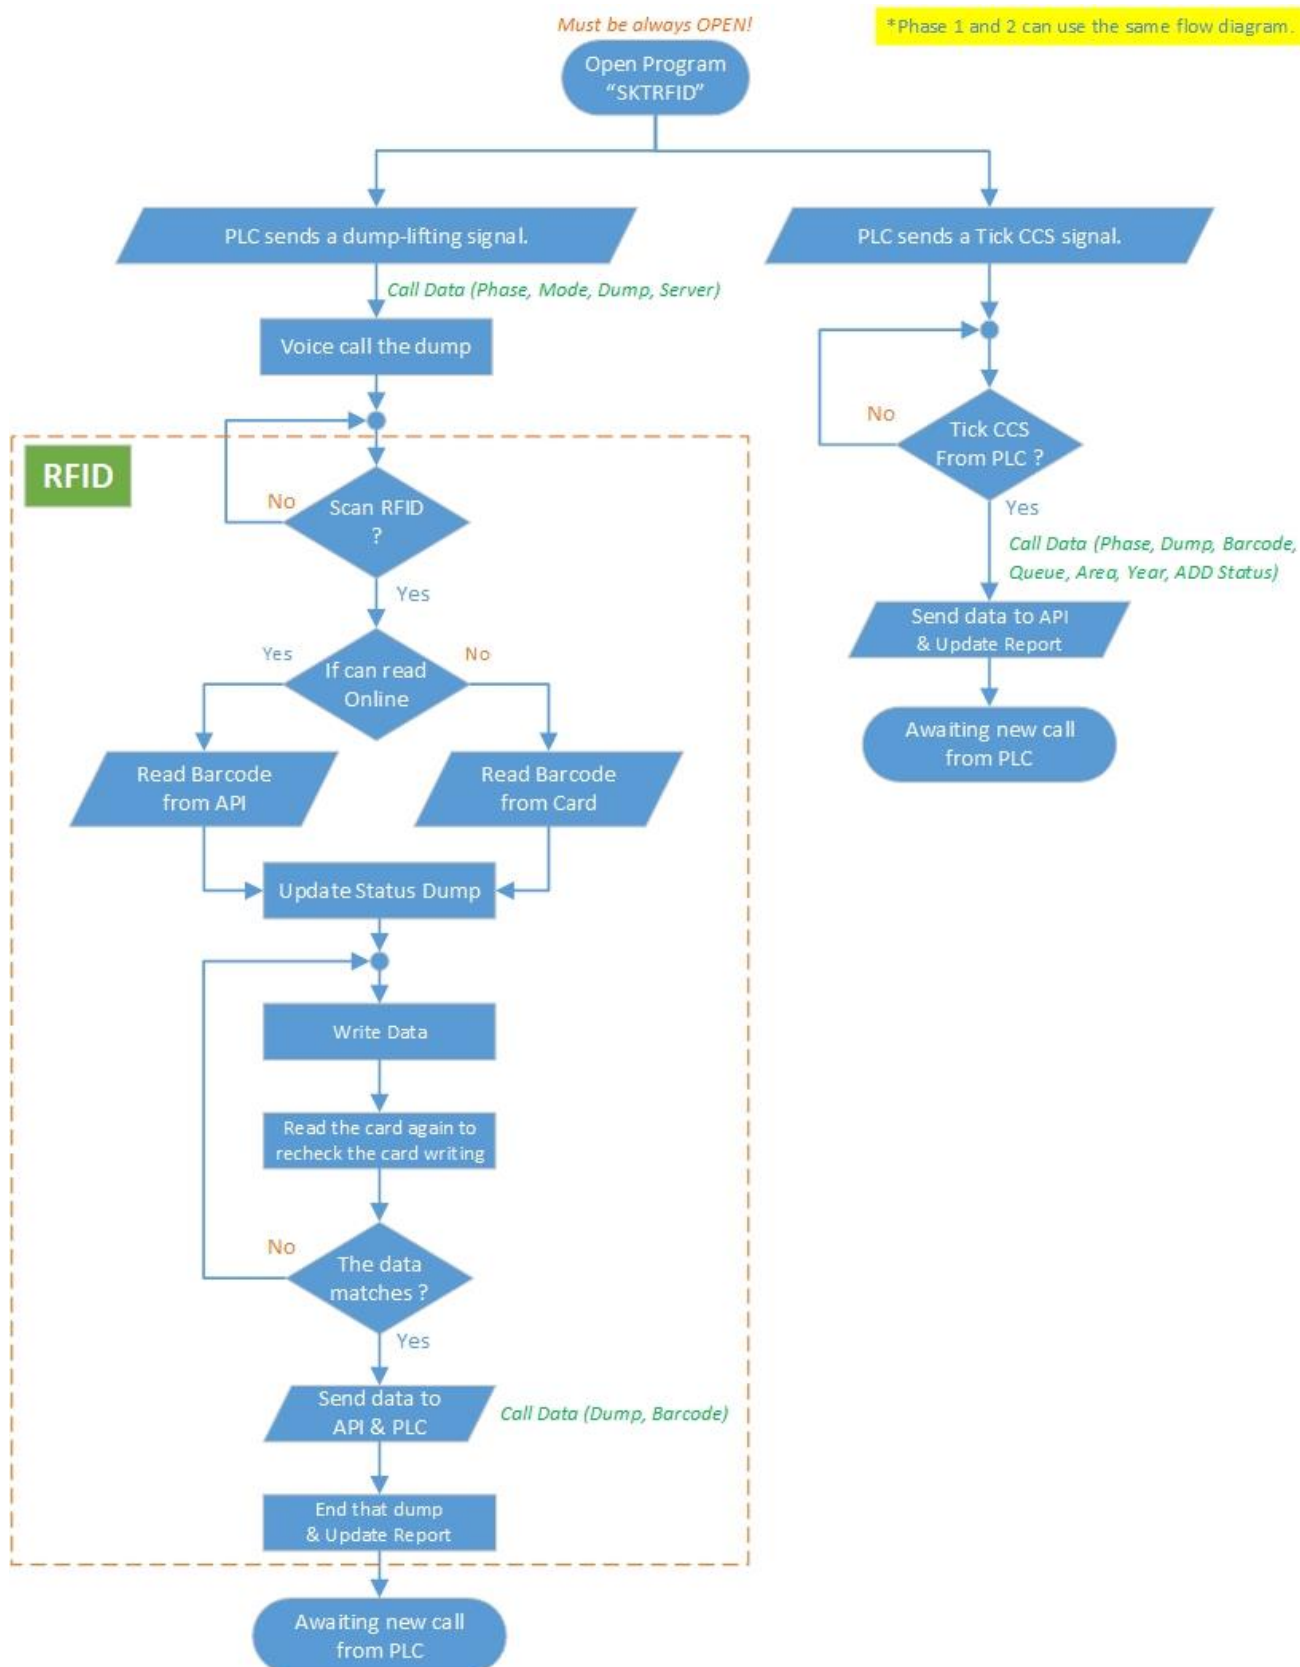 Must be always OPEN!
*Phase 1 and 2 can use the same flow diagram.
Open Program
“SKTRFID”
PLC sends a dump-lifting signal.
PLC sends a Tick CCS signal.
Call Data (Phase, Mode, Dump, Server)
Voice call the dump
No
Tick CCS
From PLC ?
Yes
RFID
No
Scan RFID
?
Yes
Call Data (Phase, Dump, Barcode,
Queue, Area, Year, ADD Status)
Send data to API
& Update Report
Yes
No
If can read
Online
Awaiting new call
from PLC
Read Barcode
from API
Read Barcode
from Card
Update Status Dump
Write Data
Read the card again to
recheck the card writing
No
The data
matches ?
Yes
Send data to
API & PLC
Call Data (Dump, Barcode)
End that dump
& Update Report
Awaiting new call
from PLC